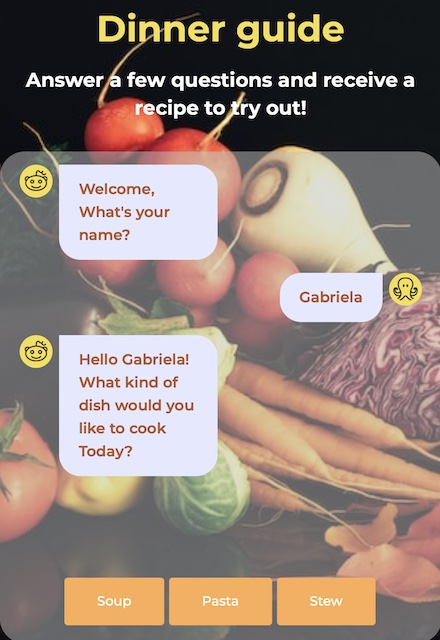 Dinner guide
Answer a few questions and receive a
recipe to try out!
Welcome,
What's your
name?
Gabriela
Hello Gabriela!
What kind of
dish would you
like to cook
Today?
Soup
Pasta
Stew